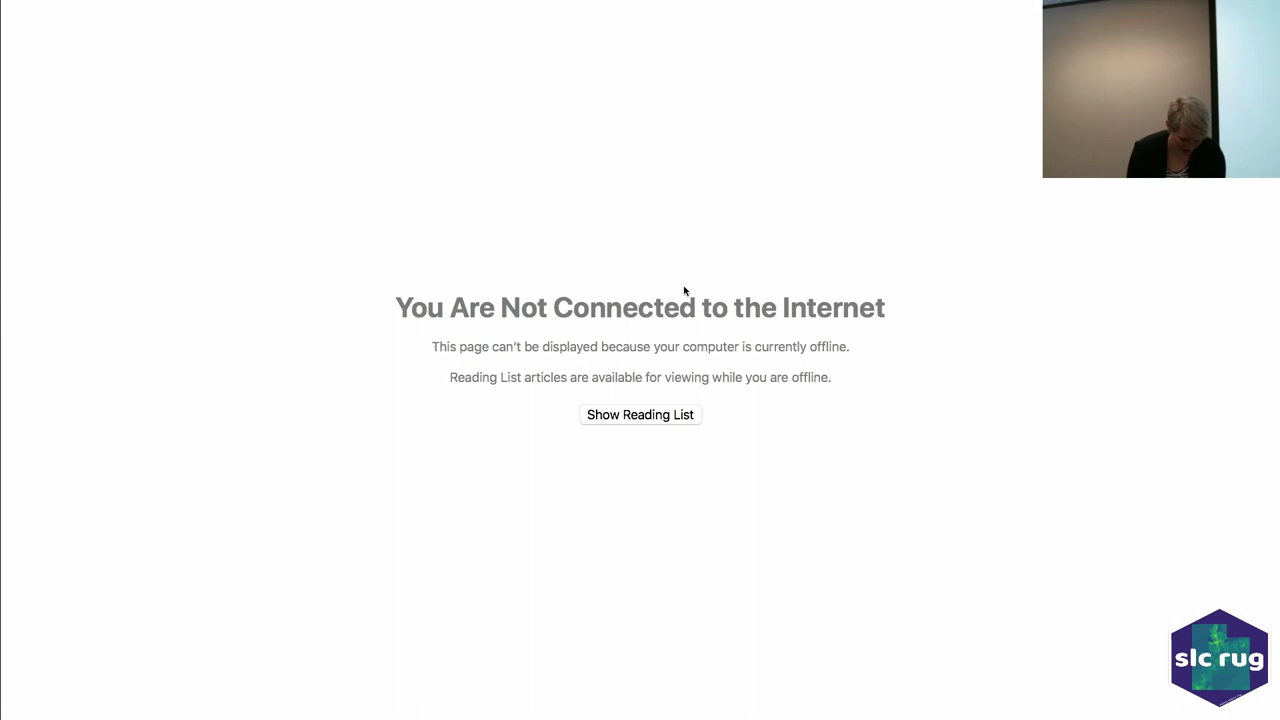 You Are Not Connected to the Internet
This page can’t be displayed because your computer is currently offline.
Reading List articles are available for viewing while you are offline.
Show Reading List
slc rug